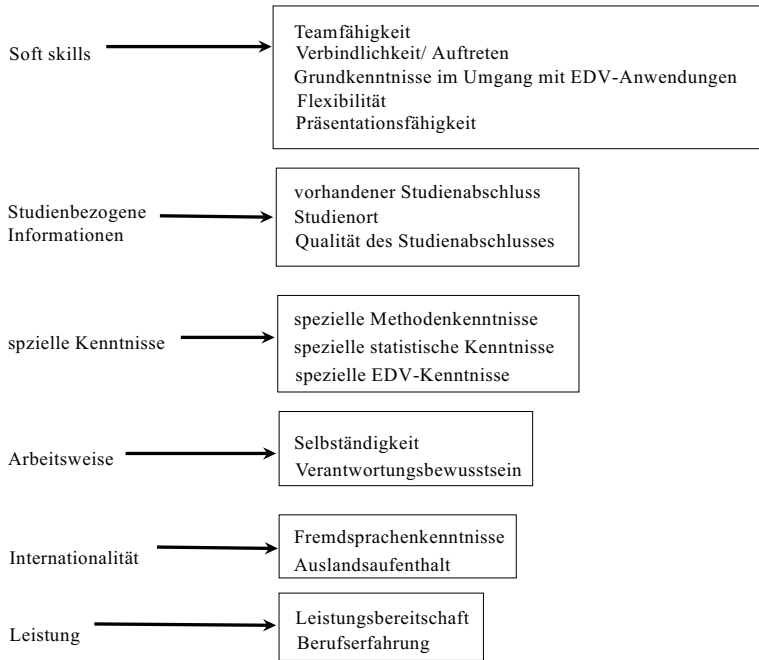 Soft skills
Teamfähigkeit
Verbindlichkeit/ Auftreten
Grundkenntnisse im Umgang mit EDV-Anwendungen
Flexibilität
Präsentationsfähigkeit
Studienbezogene
Informationen
vorhandener Studienabschluss
Studienort
Qualität des Studienabschlusses
spzielle Kenntnisse
spezielle Methodenkenntnisse
spezielle statistische Kenntnisse
spezielle EDV-Kenntnisse
Arbeitsweise
Selbständigkeit
Verantwortungsbewusstsein
Internationalität
Fremdsprachenkenntnisse
Auslandsaufenthalt
Leistung
Leistungsbereitschaft
Berufserfahrung